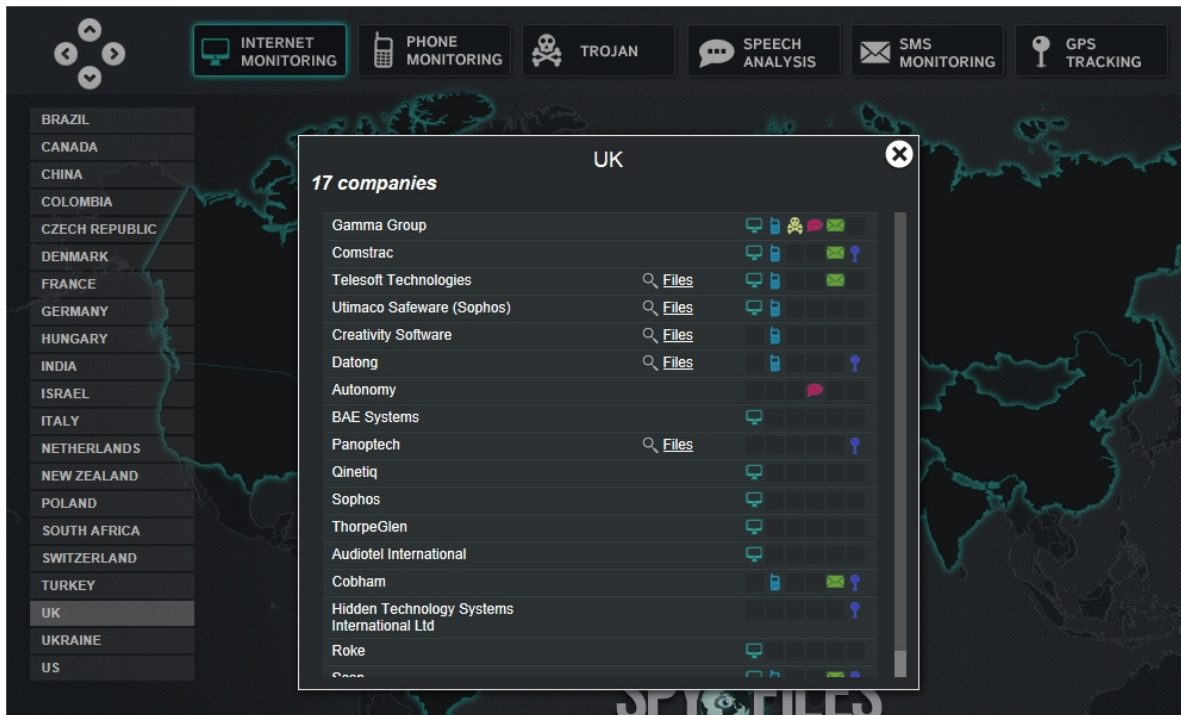 INTERNET
MONITORING
PHONE
MONITORING
TROJAN
SPEECH
ANALYSIS
SMS
MONITORING
GPS
TRACKING
BRAZIL
CANADA
CHINA
COLOMBIA
CZECH REPUBLIC
DENMARK
FRANCE
GERMANY
HUNGARY
INDIA
ISRAEL
ITALY
NETHERLANDS
NEW ZEALAND
POLAND
SOUTH AFRICA
SWITZERLAND
TURKEY
UK
UKRAINE
US
UK
17 companies
Gamma Group
Comstrac
Telesoft Technologies Files
Utimaco Safeware (Sophos) Files
Creativity Software Files
Datong Files
Autonomy
BAE Systems
Panoptech Files
Qinetiq
Sophos
ThorpeGlen
Audiotel International
Cobham
Hidden Technology Systems
International Ltd
Roke
SPY FILES